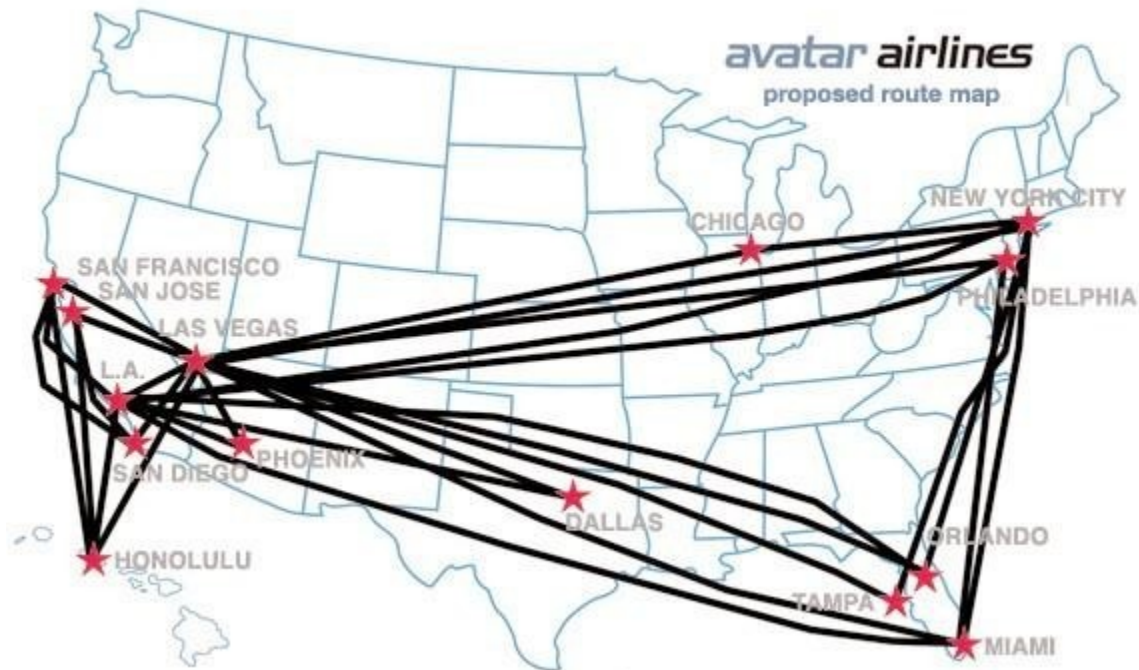 avatar airlines
proposed route map
NEW YORK CITY
CHICAGO
SAN FRANCISCO
SAN JOSE
PHILADELPHIA
LAS VEGAS
L.A.
PHOENIX
SAN DIEGO
DALLAS
ORLANDO
HONOLULU
TAMPA
MIAMI